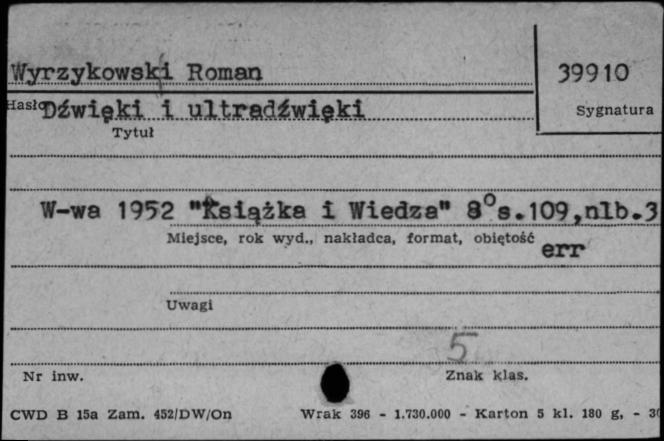 Wyrzykowski Roman
39910
Hasło
Dźwięki i ultradźwięki
Sygnatura
Tytuł
W-wa 1952 "Książka i Wiedza" 8° s.109,nlb.3
Miejsce, rok wyd., nakładca, format, objętość
err
Uwagi
5
Nr inw.
Znak klas.
CWD B 15a Zam. 452/DW/On Wrak 396 - 1.730.000 - Karton 5 kl. 180 g, - 30